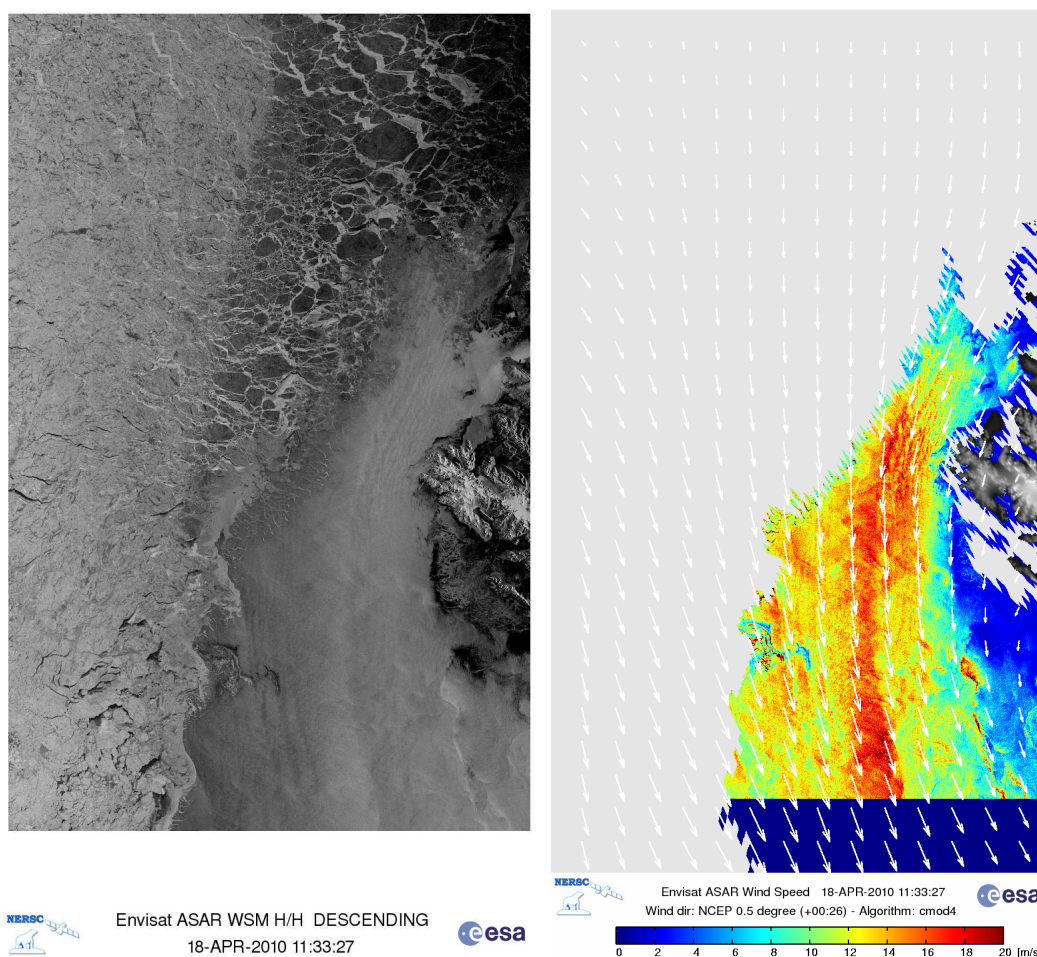 NERSC
Envisat ASAR WSM H/H  DESCENDING
18-APR-2010 11:33:27
esa
NERSC
Envisat ASAR Wind Speed   18-APR-2010 11:33:27
Wind dir: NCEP 0.5 degree (+00:26) - Algorithm: cmod4
esa
0 2 4 6 8 10 12 14 16 18 20 [m/s